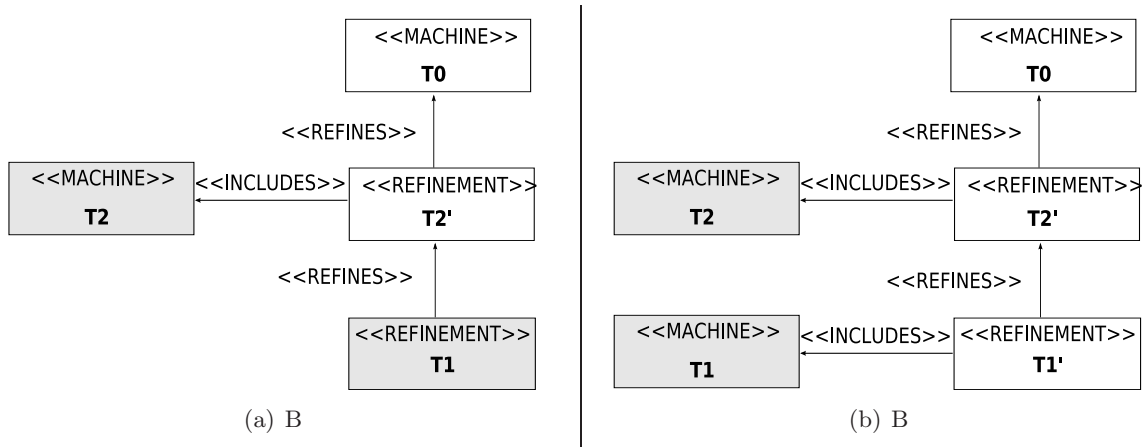 <<MACHINE>>
T0
<<REFINES>>
<<MACHINE>>
T2
<<INCLUDES>>
<<REFINEMENT>>
T2'
<<REFINES>>
<<REFINEMENT>>
T1
(a) B
<<MACHINE>>
T0
<<REFINES>>
<<MACHINE>>
T2
<<INCLUDES>>
<<REFINEMENT>>
T2'
<<REFINES>>
<<MACHINE>>
T1
<<INCLUDES>>
<<REFINEMENT>>
T1'
(b) B